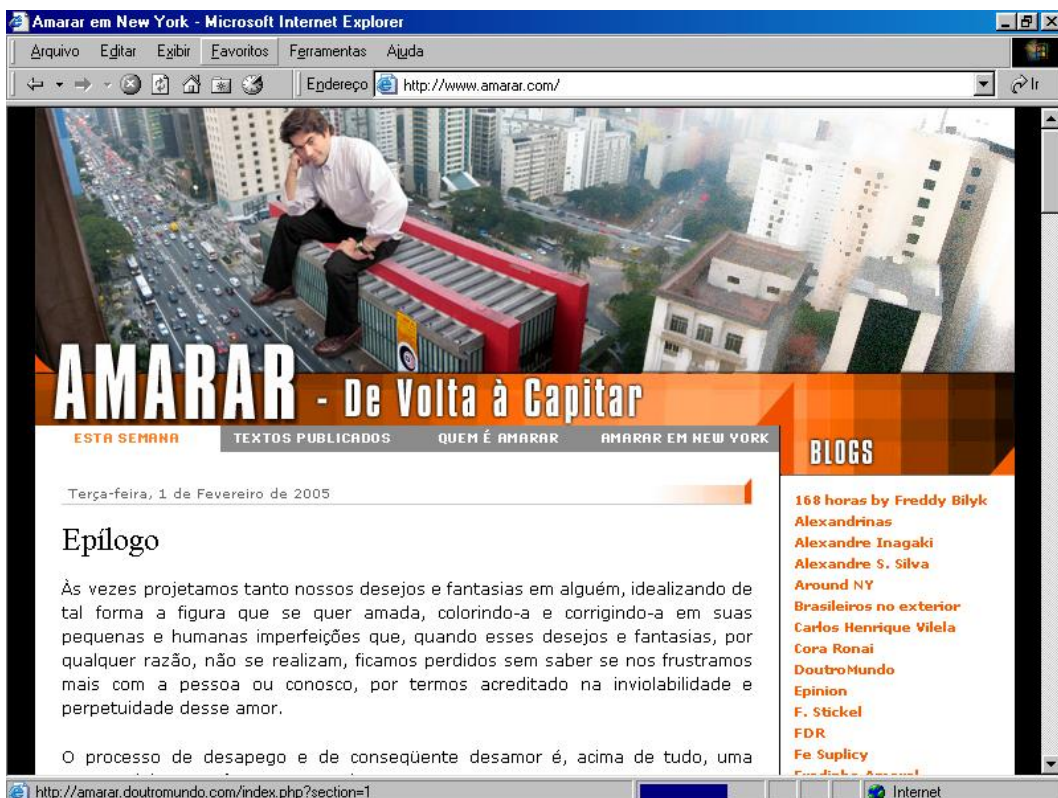 Amarar em New York - Microsoft Internet Explorer
Arquivo Editar Exibir Favoritos Ferramentas Ajuda
Endereço http://www.amarar.com/ Ir
AMARAR - De Volta à Capitar
ESTA SEMANA TEXTOS PUBLICADOS QUEM É AMARAR AMARAR EM NEW YORK
Terça-feira, 1 de Fevereiro de 2005
Epílogo
Às vezes projetamos tanto nossos desejos e fantasias em alguém, idealizando de
tal forma a figura que se quer amada, colorindo-a e corrigindo-a em suas
pequenas e humanas imperfeições que, quando esses desejos e fantasias, por
qualquer razão, não se realizam, ficamos perdidos sem saber se nos frustramos
mais com a pessoa ou conosco, por termos acreditado na inviolabilidade e
perpetuidade desse amor.
O processo de desapego e de conseqüente desamor é, acima de tudo, uma
BLOGS
168 horas by Freddy Bilyk
Alexandrinas
Alexandre Inagaki
Alexandre S. Silva
Around NY
Brasileiros no exterior
Carlos Henrique Vilela
Cora Ronai
DoutroMundo
Epinion
F. Stickel
FDR
Fe Suplicy
http://amarar.doutromundo.com/index.php?section=1
Internet